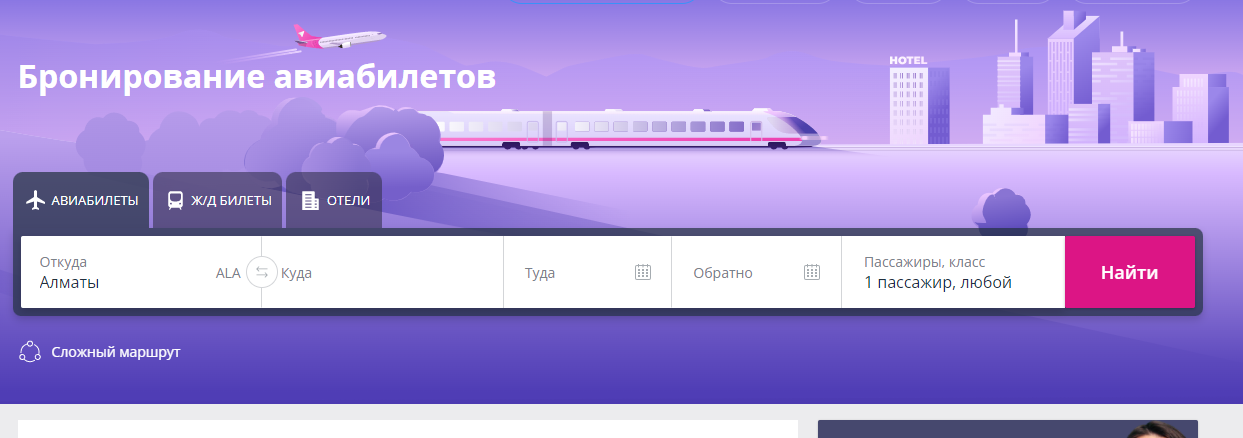 Бронирование авиабилетов
HOTEL
АВИАБИЛЕТЫ
Ж/Д БИЛЕТЫ
ОТЕЛИ
Откуда
Алматы
ALA
Куда
Туда
Обратно
Пассажиры, класс
1 пассажир, любой
Найти
Сложный маршрут